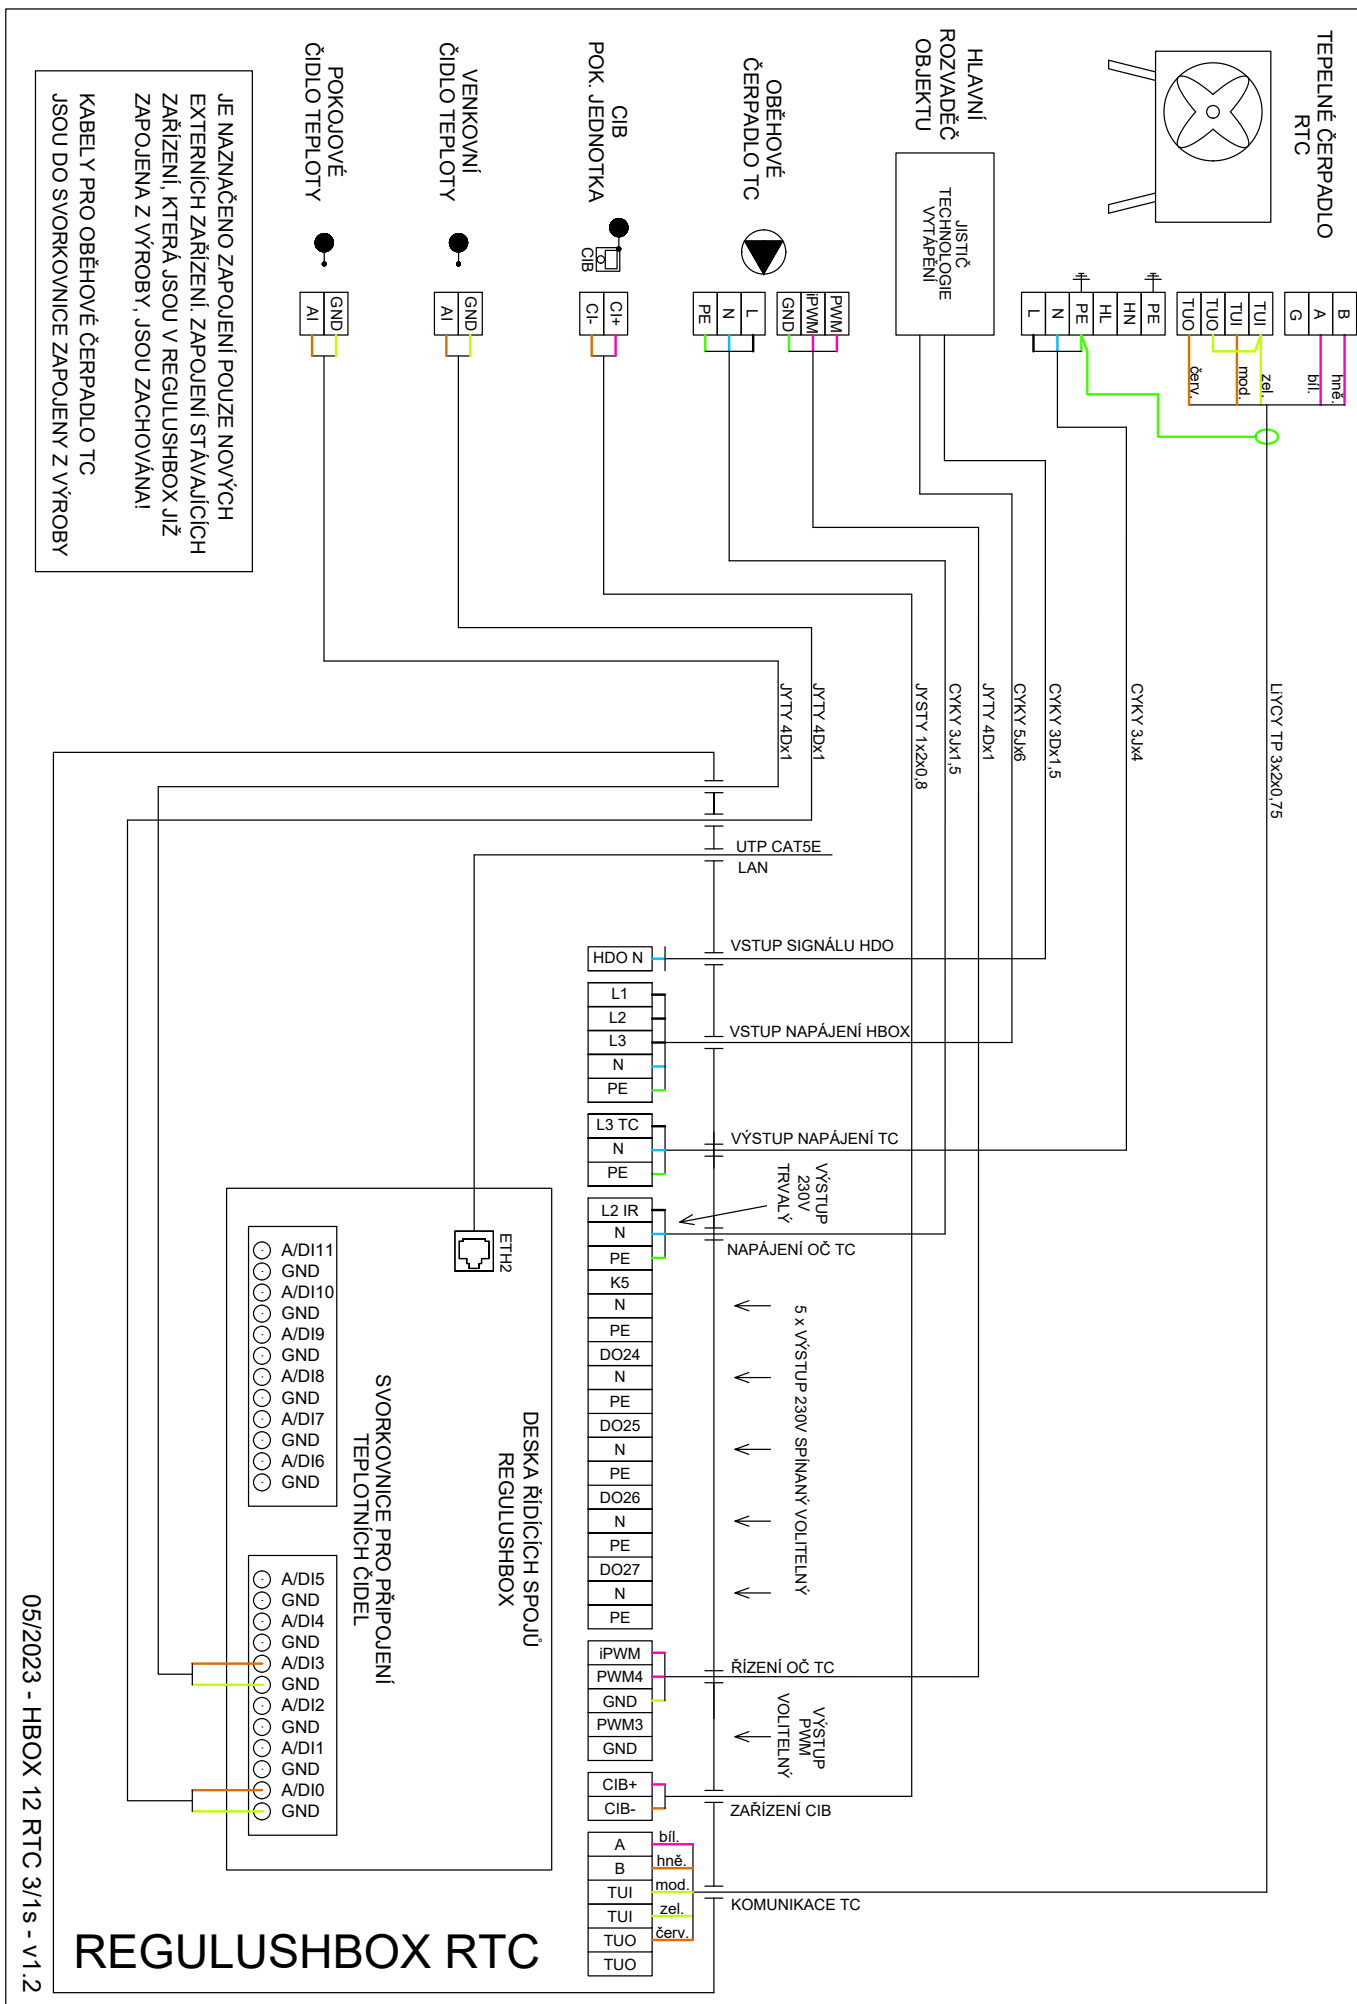 TEPELNÉ ČERPADLO
RTC
B
A
G
TUI
TUI
TUO
TUO
hně.
bíl.
zel.
mod.
červ.
PE
HN
HL
PE
N
L
HLAVNÍ
ROZVADĚČ
OBJEKTU
JISTIČ
TECHNOLOGIE
VYTÁPĚNÍ
OBĚHOVÉ
ČERPADLO TC
PWM
iPWM
GND
L
N
PE
CIB
POK. JEDNOTKA
CIB
CI+
CI-
VENKOVNÍ
ČIDLO TEPLOTY
GND
AI
POKOJOVÉ
ČIDLO TEPLOTY
GND
AI
JE NAZNAČENO ZAPOJENÍ POUZE NOVÝCH
EXTERNÍCH ZAŘÍZENÍ. ZAPOJENÍ STÁVAJÍCÍCH
ZAŘÍZENÍ, KTERÁ JSOU V REGULUSHBOX JIŽ
ZAPOJENA Z VÝROBY, JSOU ZACHOVÁNA!
KABELY PRO OBĚHOVÉ ČERPADLO TC
JSOU DO SVORKOVNICE ZAPOJENY Z VÝROBY
LiYCY TP 3x2x0,75
CYKY 3Jx4
CYKY 3Dx1,5
CYKY 5Jx6
JYTY 4Dx1
CYKY 3Jx1,5
JYSTY 1x2x0,8
JYTY 4Dx1
JYTY 4Dx1
UTP CAT5E
LAN
VSTUP SIGNÁLU HDO
HDO N
L1
L2
L3
N
PE
VSTUP NAPÁJENÍ HBOX
L3 TC
N
PE
VÝSTUP NAPÁJENÍ TC
VÝSTUP
230V
TRVALÝ
L2 IR
N
PE
NAPÁJENÍ OČ TC
K5
N
PE
DO24
N
PE
DO25
N
PE
DO26
N
PE
DO27
N
PE
5 x VÝSTUP 230V SPÍNANÝ VOLITELNÝ
iPWM
PWM4
GND
PWM3
GND
ŘÍZENÍ OČ TC
VÝSTUP
PWM
VOLITELNÝ
CIB+
CIB-
ZAŘÍZENÍ CIB
A
B
TUI
TUI
TUO
TUO
bíl.
hně.
mod.
zel.
červ.
KOMUNIKACE TC
ETH2
DESKA ŘÍDÍCÍCH SPOJŮ
REGULUSHBOX
SVORKOVNICE PRO PŘIPOJENÍ
TEPLOTNÍCH ČIDEL
A/DI11
GND
A/DI10
GND
A/DI9
GND
A/DI8
GND
A/DI7
GND
A/DI6
GND
A/DI5
GND
A/DI4
GND
A/DI3
GND
A/DI2
GND
A/DI1
GND
A/DI0
GND
REGULUSHBOX RTC
05/2023 - HBOX 12 RTC 3/1s - v1.2